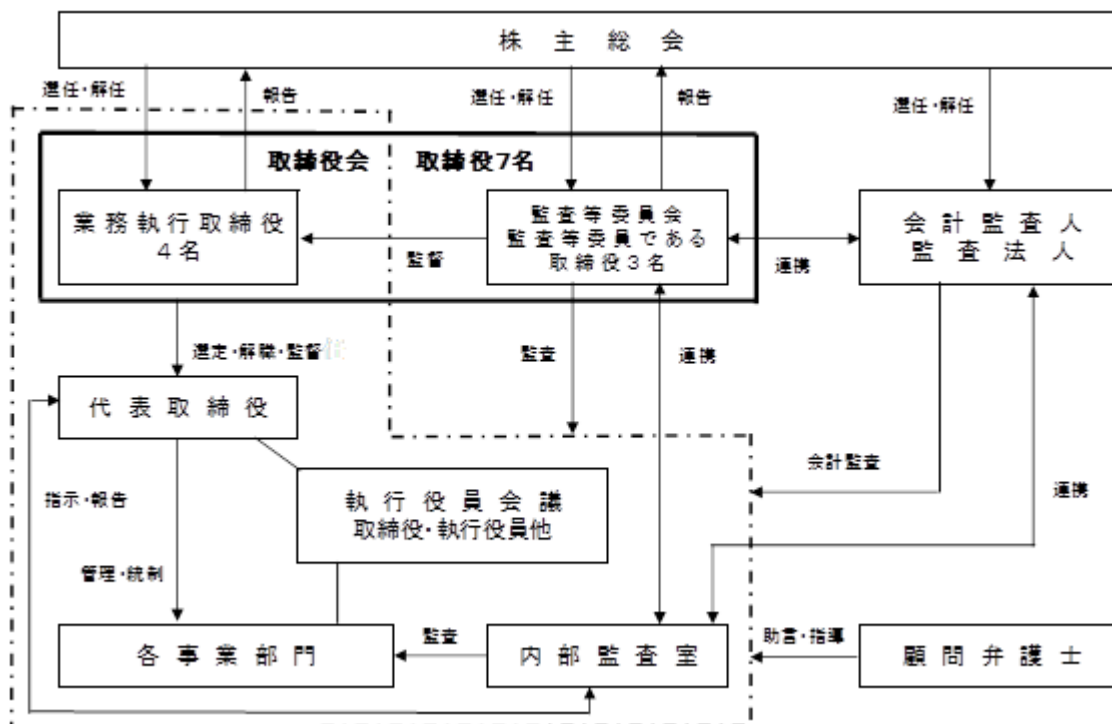 株主総会
選任・解任
報告
選任・解任
報告
選任・解任
取締役会
取締役7名
業務執行取締役
4名
監査等委員会
監査等委員である
取締役3名
会計監査人
監査法人
監督
連携
選定・解職・監督
監査
連携
代表取締役
会計監査
執行役員会議
取締役・執行役員他
指示・報告
連携
管理・統制
各事業部門
監査
内部監査室
助言・指導
顧問弁護士